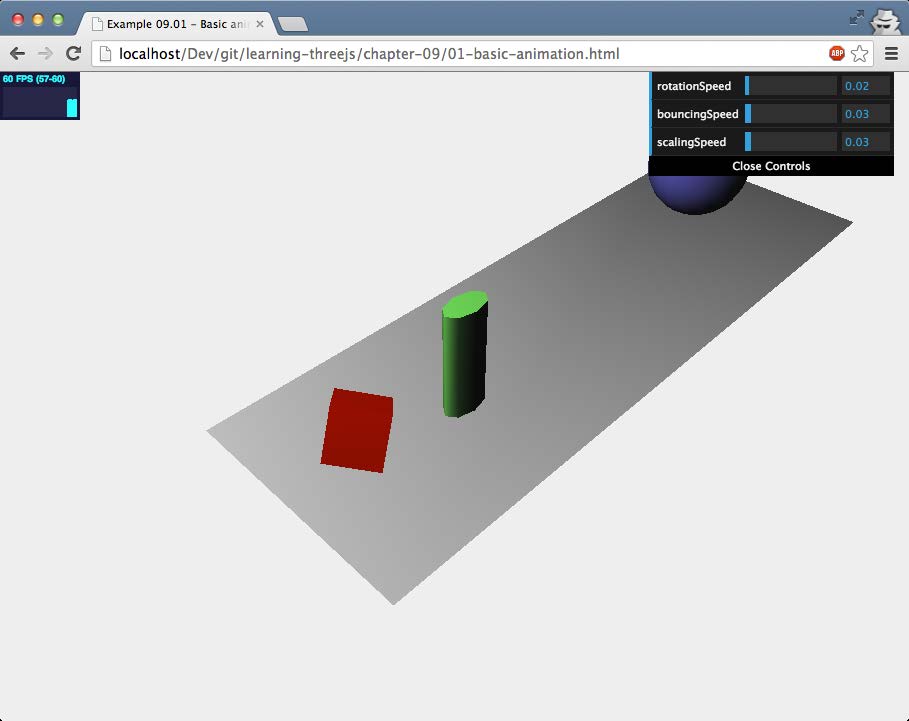 Example 09.01 – Basic ani
localhost/Dev/git/learning-threejs/chapter-09/01-basic-animation.html
ABP
60 FPS (57-60)
rotationSpeed 0.02
bouncingSpeed 0.03
scalingSpeed 0.03
Close Controls